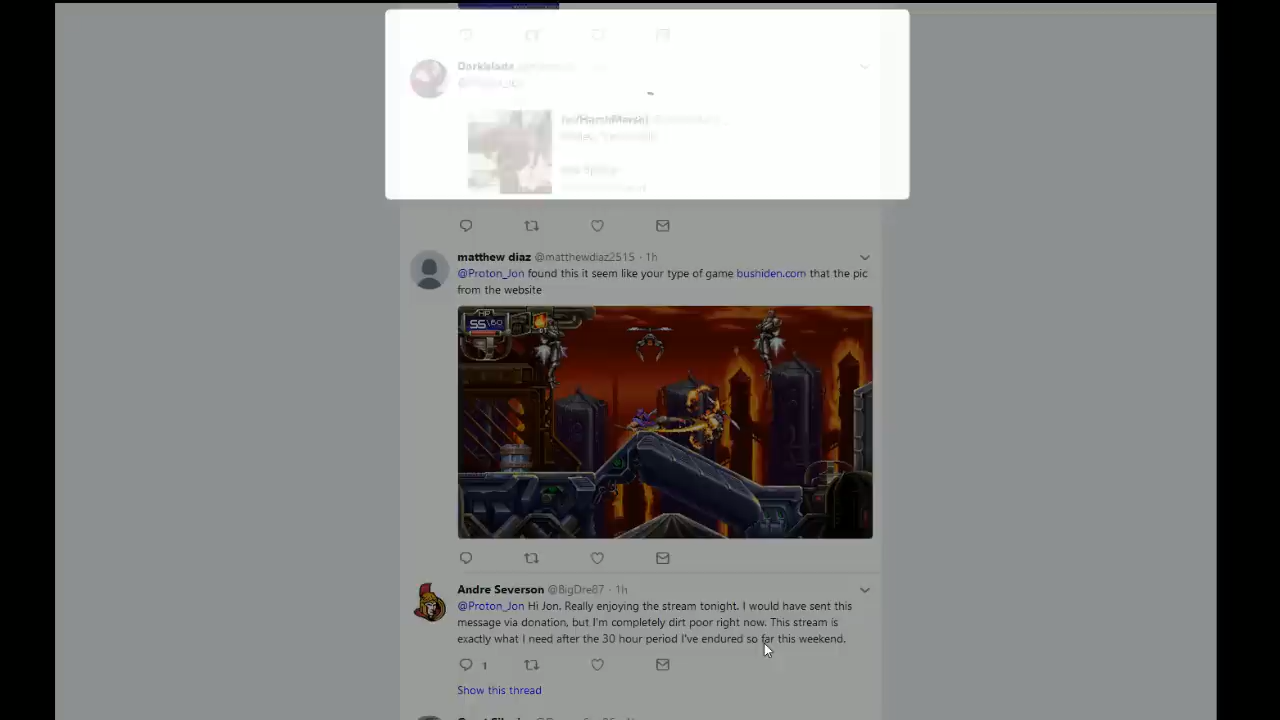 matthew diaz @matthewdiaz2515 · 1h
@Proton_Jon found this it seem like your type of game bushiden.com that the pic
from the website
HP
55\60
Andre Severson @BigDre87 · 1h
@Proton_Jon Hi Jon. Really enjoying the stream tonight. I would have sent this
message via donation, but I'm completely dirt poor right now. This stream is
exactly what I need after the 30 hour period I've endured so far this weekend.
1
Show this thread